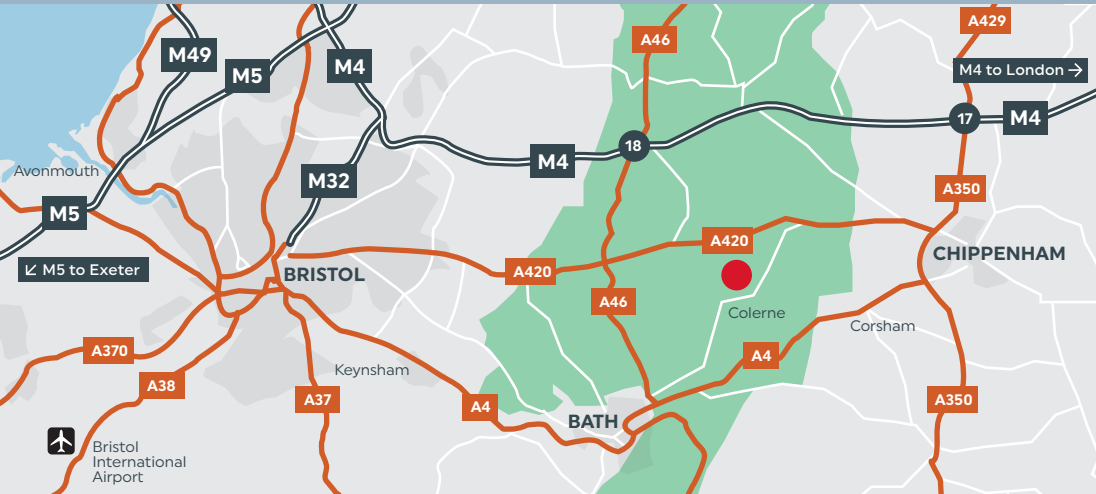 A429
A46
M49
M4
M5
M4 to London →
17
M4
18
M4
Avonmouth
M32
A350
M5
A420
CHIPPENHAM
↙ M5 to Exeter
BRISTOL
A420
A46
Colerne
Corsham
A370
A4
Keynsham
A38
A37
A4
A350
BATH
Bristol
International
Airport